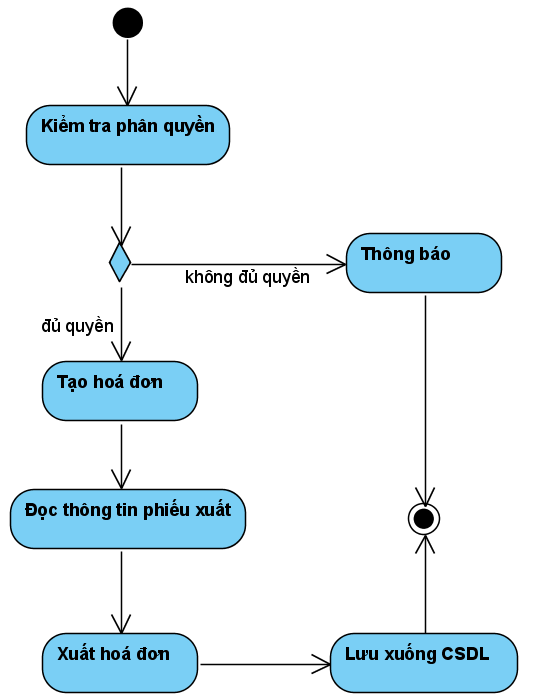 Kiểm tra phân quyền
Thông báo
không đủ quyền
đủ quyền
Tạo hoá đơn
Đọc thông tin phiếu xuất
Xuất hoá đơn
Lưu xuống CSDL